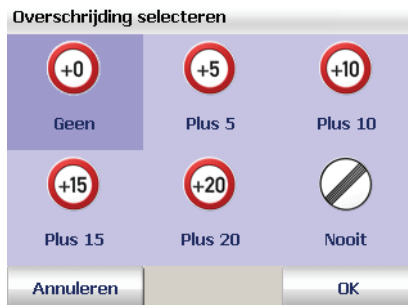 Overschrijding selecteren
+0 +5 +10
Geen Plus 5 Plus 10
+15 +20
Plus 15 Plus 20 Nooit
Annuleren OK